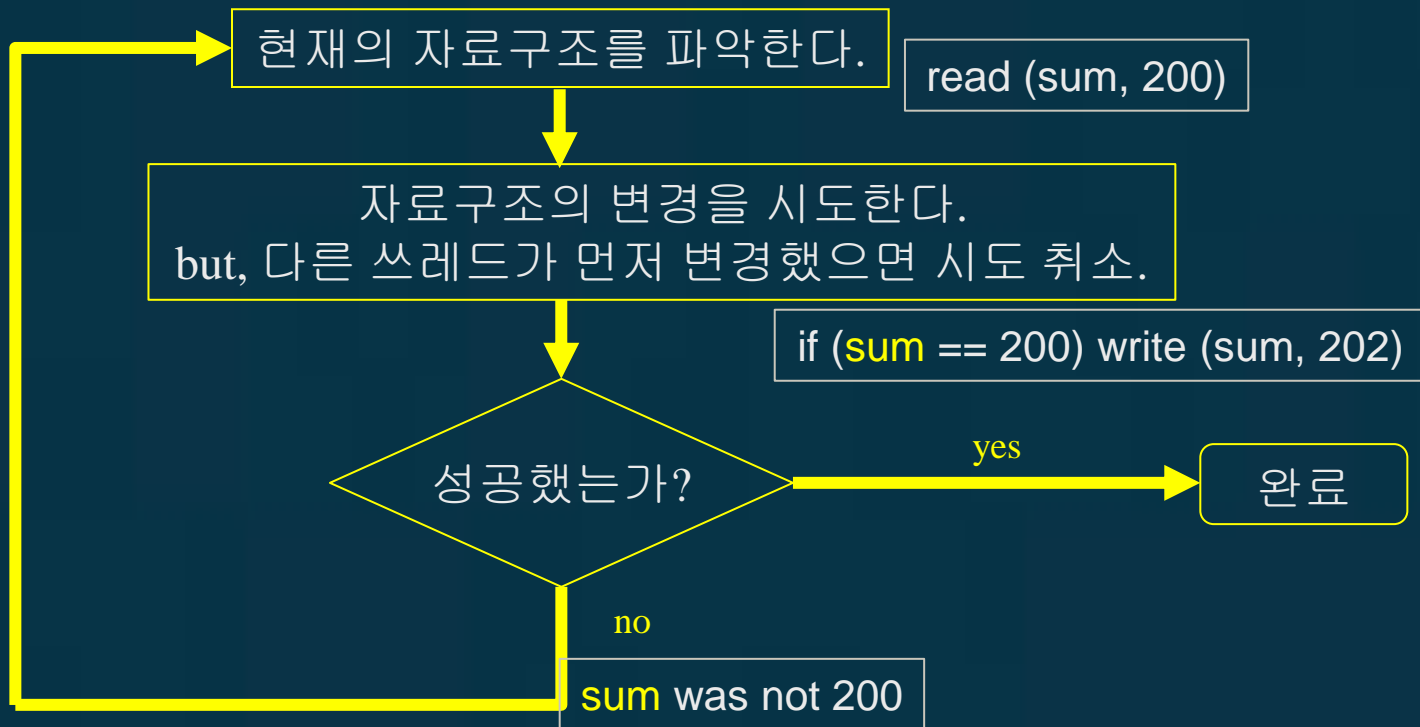 현재의 자료구조를 파악한다.
read (sum, 200)
자료구조의 변경을 시도한다.
but, 다른 쓰레드가 먼저 변경했으면 시도 취소.
if (sum == 200) write (sum, 202)
성공했는가?
yes
완료
no
sum was not 200